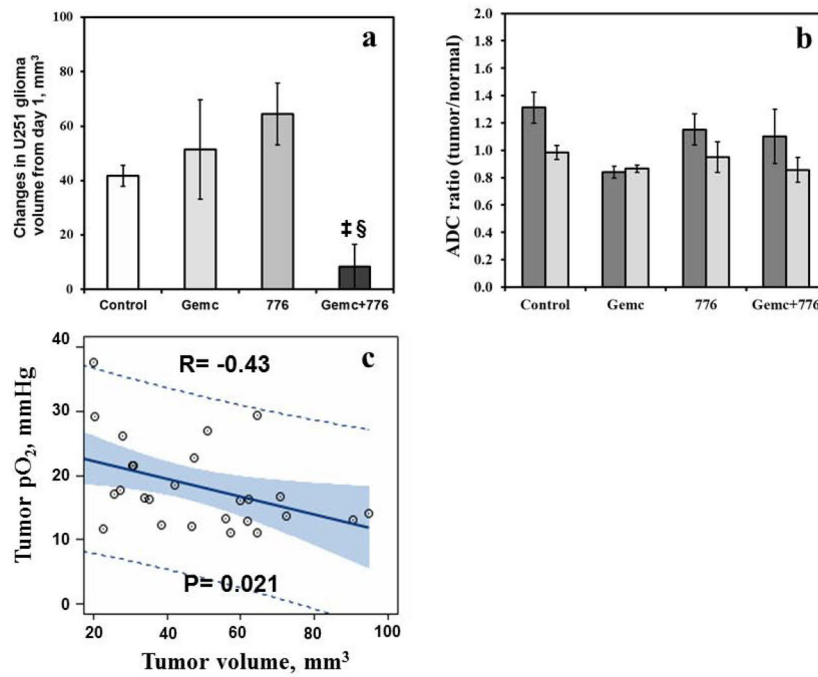 a
Changes in U251 glioma
volume from day 1, mm³
100
80
60
40
20
0
‡ §
Control Gemc 776 Gemc+776
b
ADC ratio (tumor/normal)
2.0
1.8
1.6
1.4
1.2
1.0
0.8
0.6
0.4
0.2
0.0
Control Gemc 776 Gemc+776
c
R= -0.43
Tumor pO₂, mmHg
40
30
20
10
0
P= 0.021
20 40 60 80 100
Tumor volume, mm³